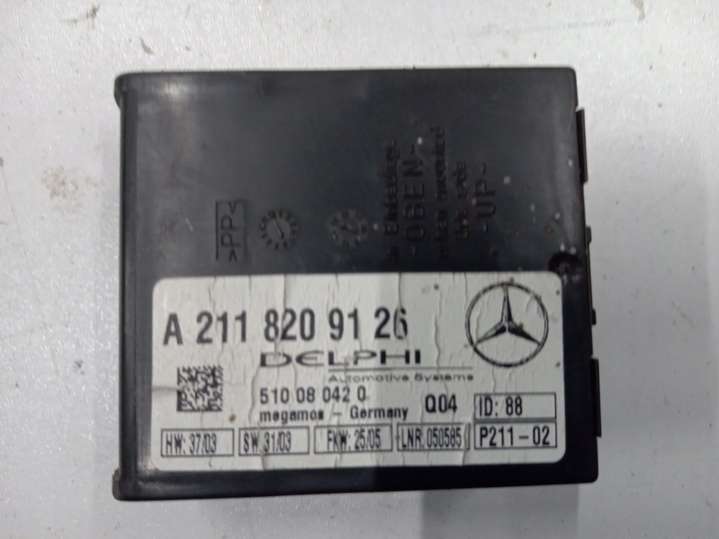 >PP<
OBEN
UP
A 211 820 91 26
DELPHI
Automotive Systems
510 08 042 0
megamos - Germany
Q04
ID: 88
HW: 37/03
SW: 31/03
FKW: 25/05
LNR: 050585
P211-02